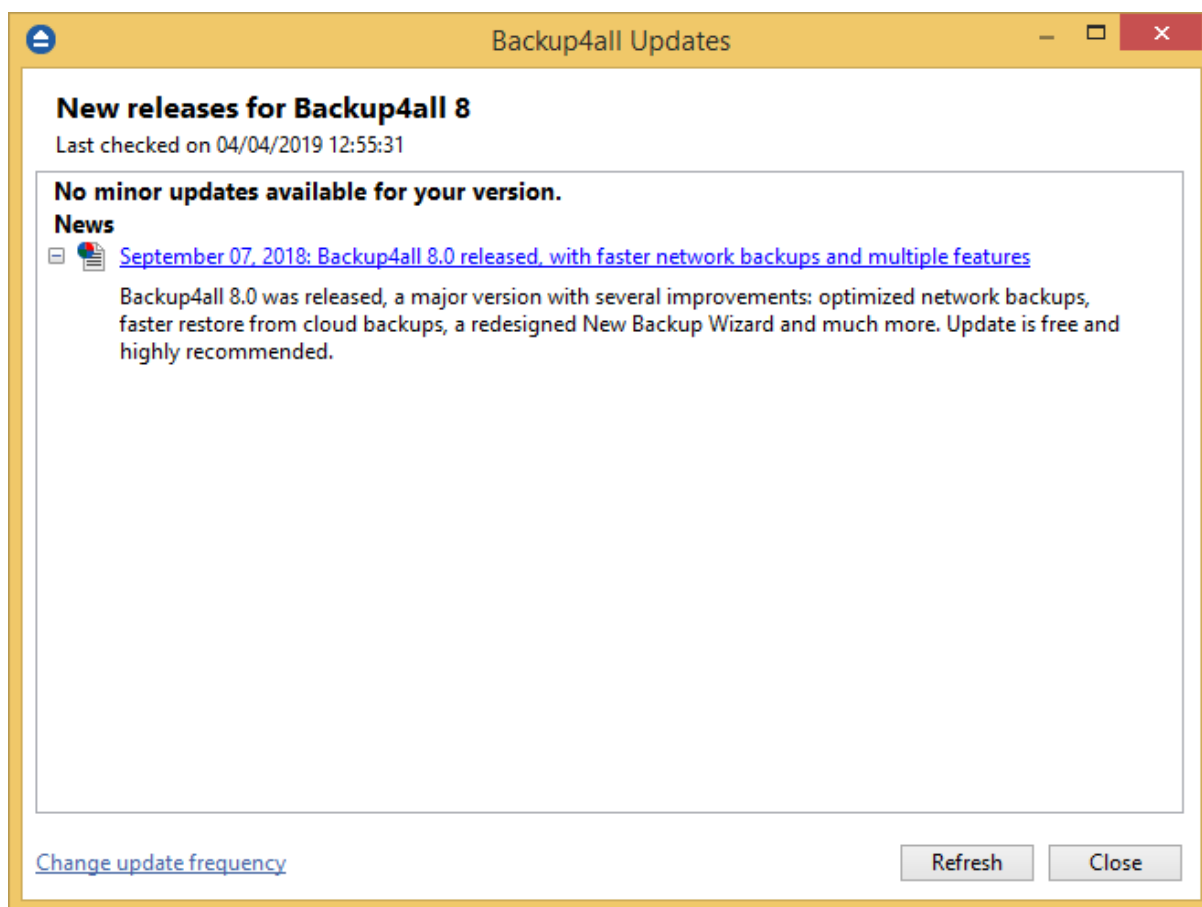 Backup4all Updates
New releases for Backup4all 8
Last checked on 04/04/2019 12:55:31
No minor updates available for your version.
News
September 07, 2018: Backup4all 8.0 released, with faster network backups and multiple features
Backup4all 8.0 was released, a major version with several improvements: optimized network backups,
faster restore from cloud backups, a redesigned New Backup Wizard and much more. Update is free and
highly recommended.
Change update frequency
Refresh
Close